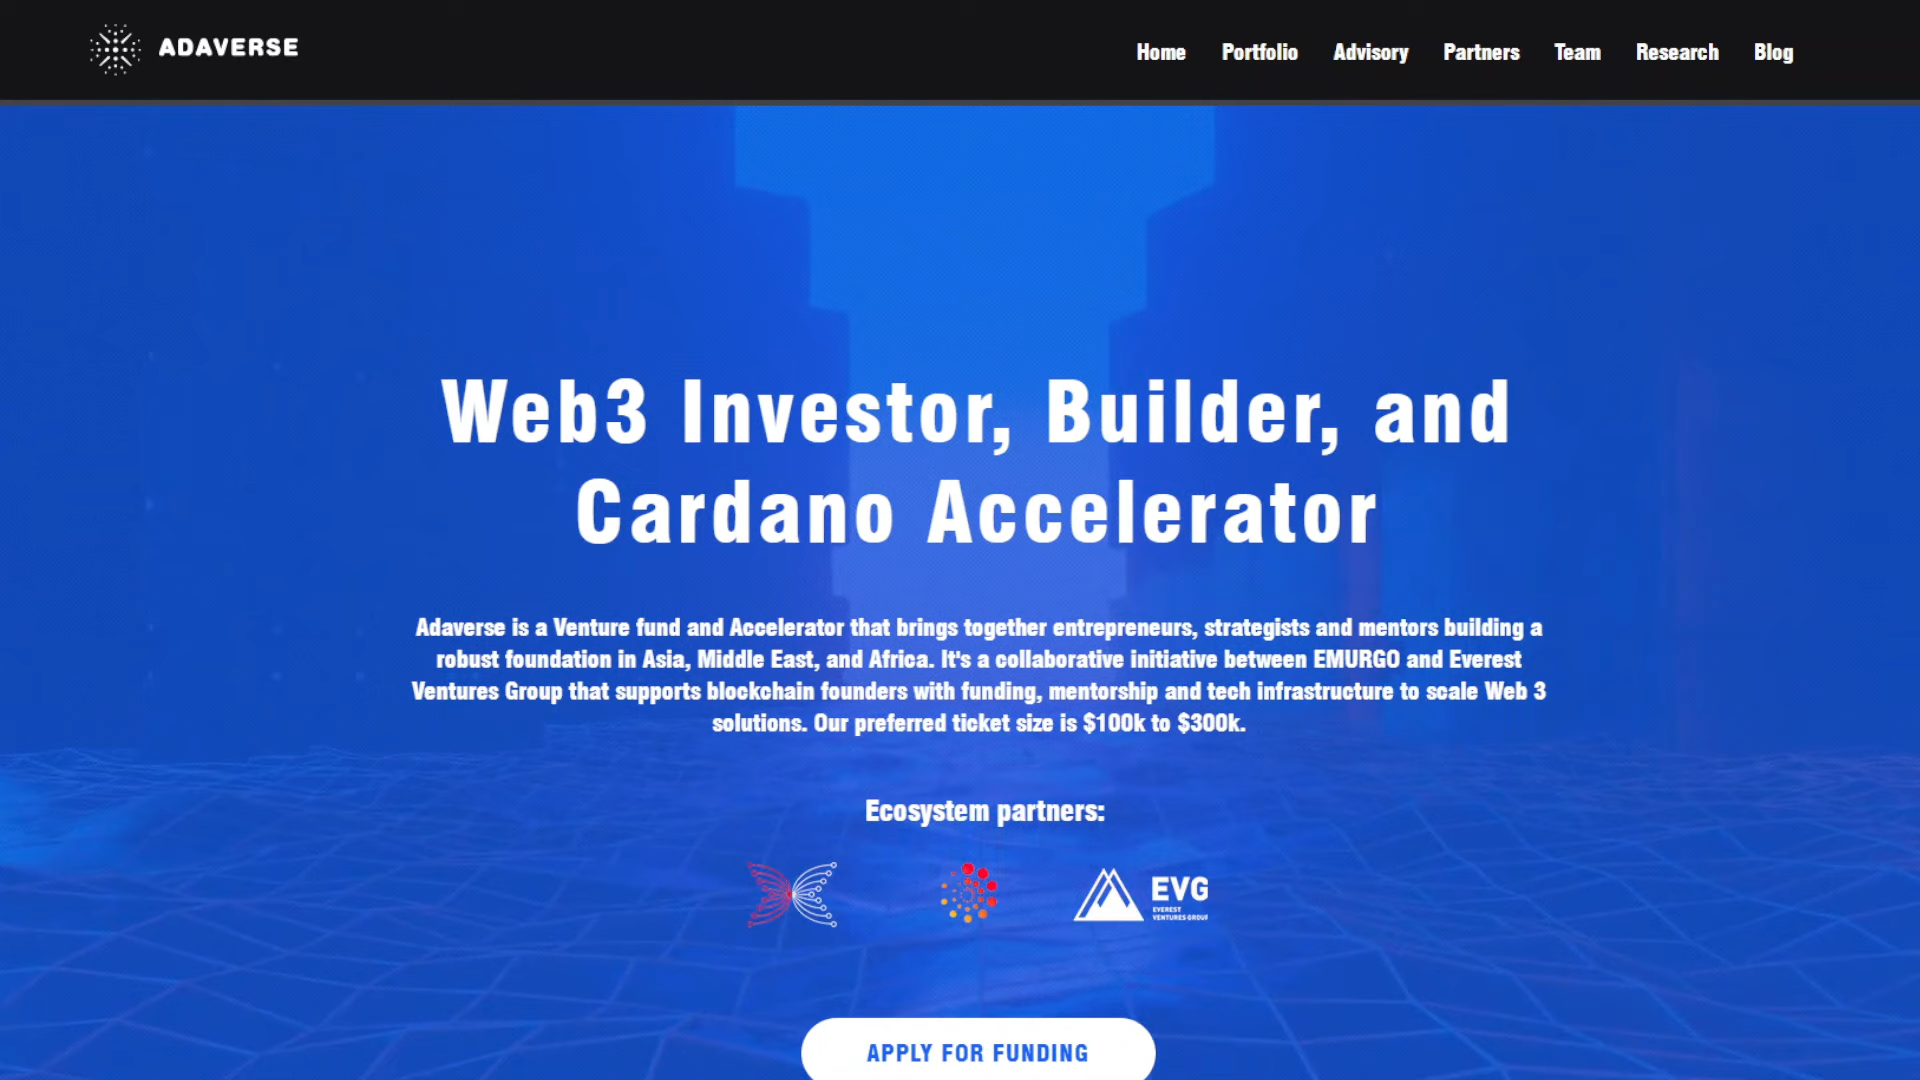 ADAVERSE
Home Portfolio Advisory Partners Team Research Blog
Web3 Investor, Builder, and
Cardano Accelerator
Adaverse is a Venture fund and Accelerator that brings together entrepreneurs, strategists and mentors building a
robust foundation in Asia, Middle East, and Africa. It's a collaborative initiative between EMURGO and Everest
Ventures Group that supports blockchain founders with funding, mentorship and tech infrastructure to scale Web 3
solutions. Our preferred ticket size is $100k to $300k.
Ecosystem partners:
EVG
EVEREST
VENTURES GROUP
APPLY FOR FUNDING